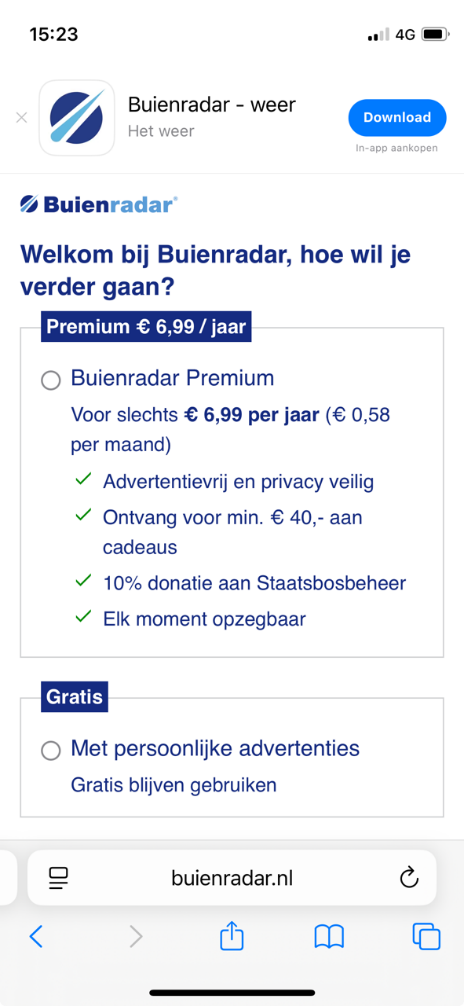 15:23
4G
Buienradar - weer
Het weer
Download
In-app aankopen
Buienradar
Welkom bij Buienradar, hoe wil je
verder gaan?
Premium € 6,99 / jaar
Buienradar Premium
Voor slechts € 6,99 per jaar (€ 0,58
per maand)
Advertentievrij en privacy veilig
Ontvang voor min. € 40,- aan
cadeaus
10% donatie aan Staatsbosbeheer
Elk moment opzegbaar
Gratis
Met persoonlijke advertenties
Gratis blijven gebruiken
buienradar.nl